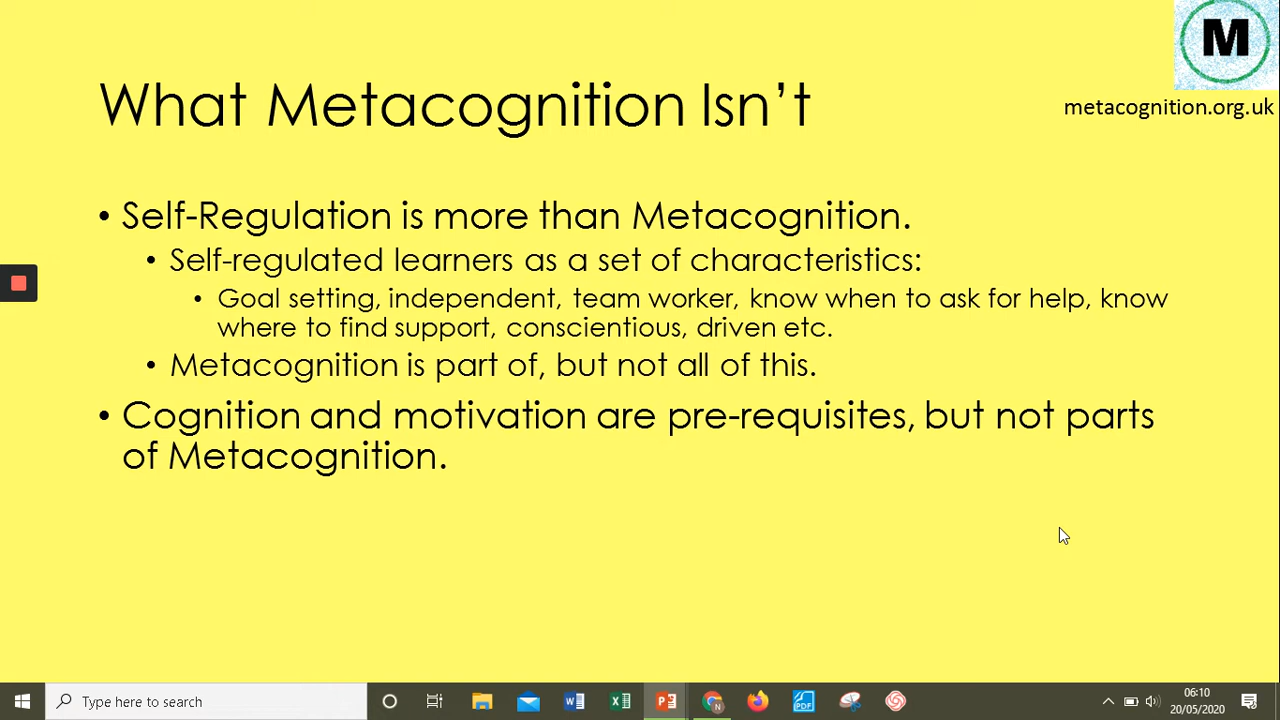 M
metacognition.org.uk
What Metacognition Isn't
• Self-Regulation is more than Metacognition.
• Self-regulated learners as a set of characteristics:
• Goal setting, independent, team worker, know when to ask for help, know
where to find support, conscientious, driven etc.
• Metacognition is part of, but not all of this.
• Cognition and motivation are pre-requisites, but not parts
of Metacognition.
Type here to search
06:10
20/05/2020